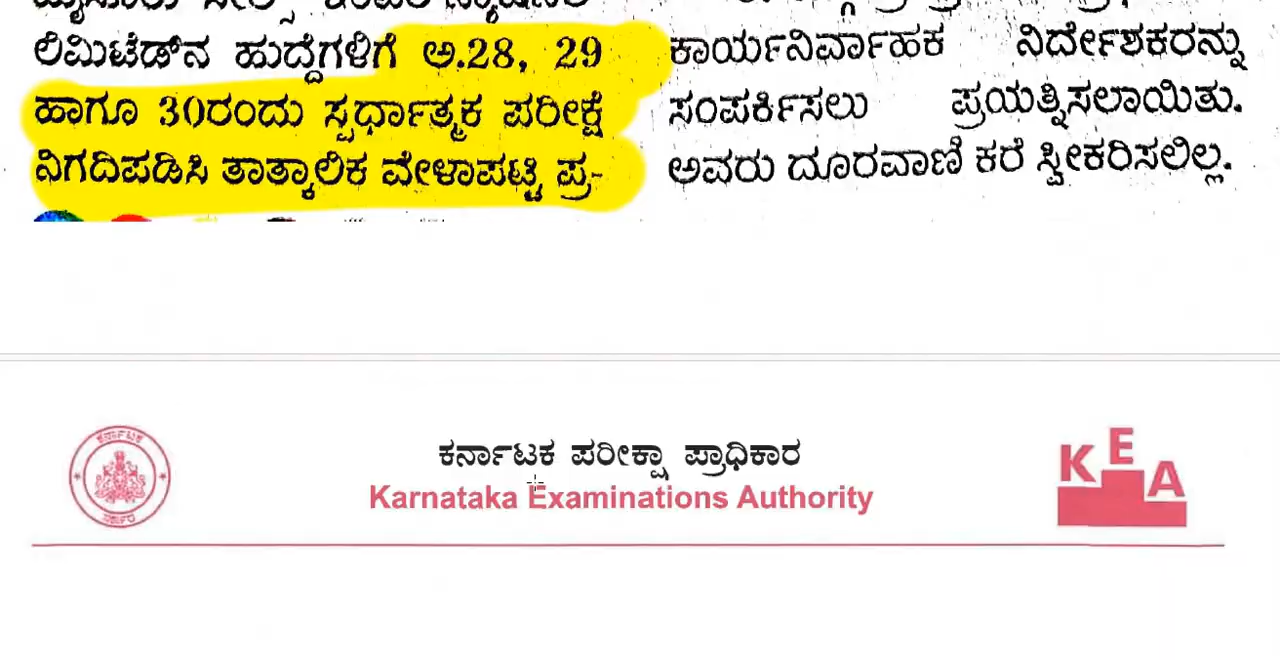 ಲಿಮಿಟೆಡ್‌ನ ಹುದ್ದೆಗಳಿಗೆ ಅ.28, 29
ಹಾಗೂ 30ರಂದು ಸ್ಪರ್ಧಾತ್ಮಕ ಪರೀಕ್ಷೆ
ನಿಗದಿಪಡಿಸಿ ತಾತ್ಕಾಲಿಕ ವೇಳಾಪಟ್ಟಿ ಪ್ರ-
ಕಾರ್ಯನಿರ್ವಾಹಕ ನಿರ್ದೇಶಕರನ್ನು
ಸಂಪರ್ಕಿಸಲು ಪ್ರಯತ್ನಿಸಲಾಯಿತು.
ಅವರು ದೂರವಾಣಿ ಕರೆ ಸ್ವೀಕರಿಸಲಿಲ್ಲ.
ಕರ್ನಾಟಕ ಪರೀಕ್ಷಾ ಪ್ರಾಧಿಕಾರ
Karnataka Examinations Authority
KEA